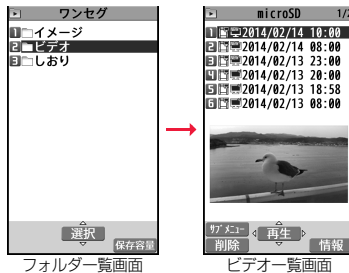 ワンセグ
1 イメージ
2 ビデオ
3 しおり
選択
保存容量
フォルダ一覧画面
microSD 1/2
1 2014/02/14 10:00
2 2014/02/14 08:00
3 2014/02/13 23:00
4 2014/02/13 20:00
5 2014/02/13 18:58
6 2014/02/13 08:00
サブメニュー
再生
削除
情報
ビデオ一覧画面